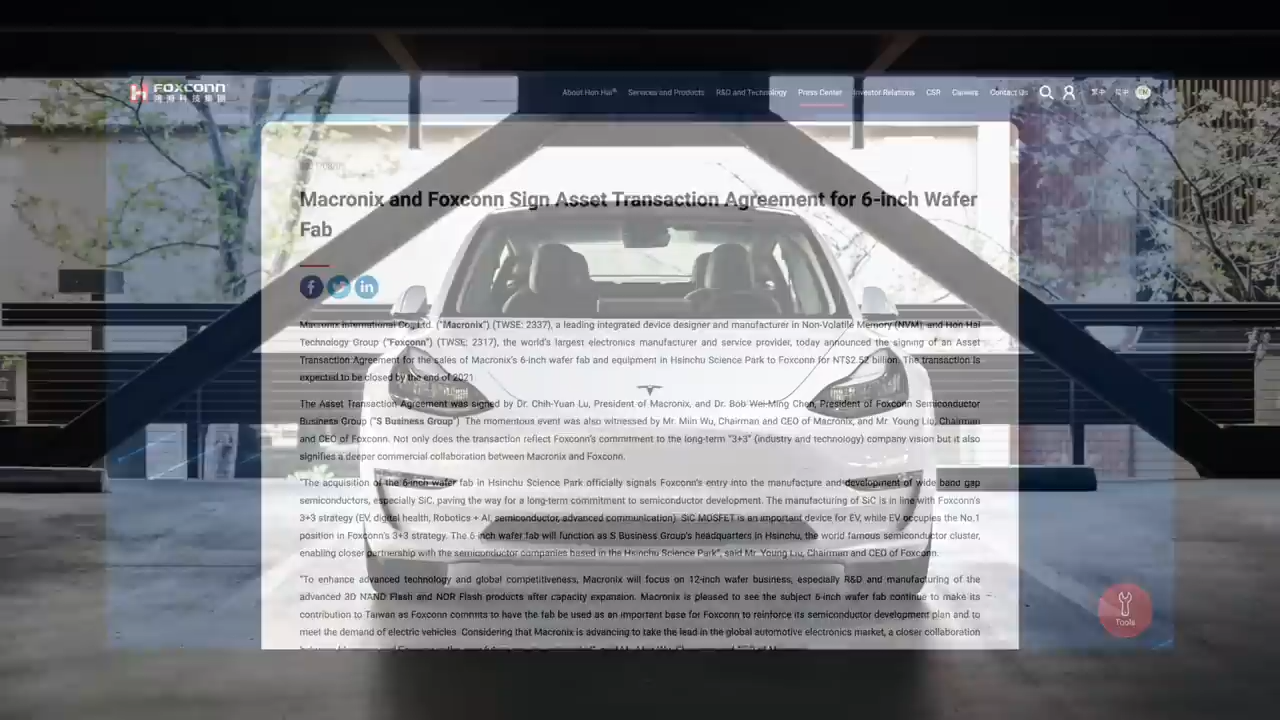 FOXCONN
鴻海科技集團
About Hon Hai® Services and Products R&D and Technology Press Center Investor Relations CSR Careers Contact Us 繁中 簡中 EN
Macronix and Foxconn Sign Asset Transaction Agreement for 6-inch Wafer
Fab
Macronix International Co., Ltd. ("Macronix") (TWSE: 2337), a leading integrated device designer and manufacturer in Non-Volatile Memory (NVM), and Hon Hai
Technology Group ("Foxconn") (TWSE: 2317), the world's largest electronics manufacturer and service provider, today announced the signing of an Asset
Transaction Agreement for the sales of Macronix's 6-inch wafer fab and equipment in Hsinchu Science Park to Foxconn for NT$2.52 billion. The transaction is
expected to be closed by the end of 2021.
The Asset Transaction Agreement was signed by Dr. Chih-Yuan Lu, President of Macronix, and Dr. Bob Wei-Ming Chen, President of Foxconn Semiconductor
Business Group ("S Business Group"). The momentous event was also witnessed by Mr. Miin Wu, Chairman and CEO of Macronix, and Mr. Young Liu, Chairman
and CEO of Foxconn. Not only does the transaction reflect Foxconn's commitment to the long-term "3+3" (industry and technology) company vision but it also
signifies a deeper commercial collaboration between Macronix and Foxconn.
"The acquisition of the 6-inch wafer fab in Hsinchu Science Park officially signals Foxconn's entry into the manufacture and development of wide band gap
semiconductors, especially SiC, paving the way for a long-term commitment to semiconductor development. The manufacturing of SiC is in line with Foxconn's
3+3 strategy (EV, digital health, Robotics + AI, semiconductor, advanced communication). SiC MOSFET is an important device for EV, while EV occupies the No.1
position in Foxconn's 3+3 strategy. The 6 inch wafer fab will function as S Business Group's headquarters in Hsinchu, the world famous semiconductor cluster,
enabling closer partnership with the semiconductor companies based in the Hsinchu Science Park", said Mr. Young Liu, Chairman and CEO of Foxconn.
"To enhance advanced technology and global competitiveness, Macronix will focus on 12-inch wafer business, especially R&D and manufacturing of the
advanced 3D NAND Flash and NOR Flash products after capacity expansion. Macronix is pleased to see the subject 6-inch wafer fab continue to make its
contribution to Taiwan as Foxconn commits to have the fab be used as an important base for Foxconn to reinforce its semiconductor development plan and to
meet the demand of electric vehicles. Considering that Macronix is advancing to take the lead in the global automotive electronics market, a closer collaboration
Tools